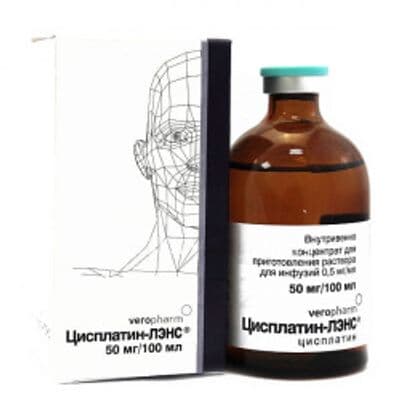 veropharm
Цисплатин-ЛЭНС®
50 мг/100 мл
Внутривенно
концентрат для
приготовления раствора
для инфузий 0,5 мг/мл
50 мг/100 мл
veropharm
Цисплатин-ЛЭНС®
цисплатин